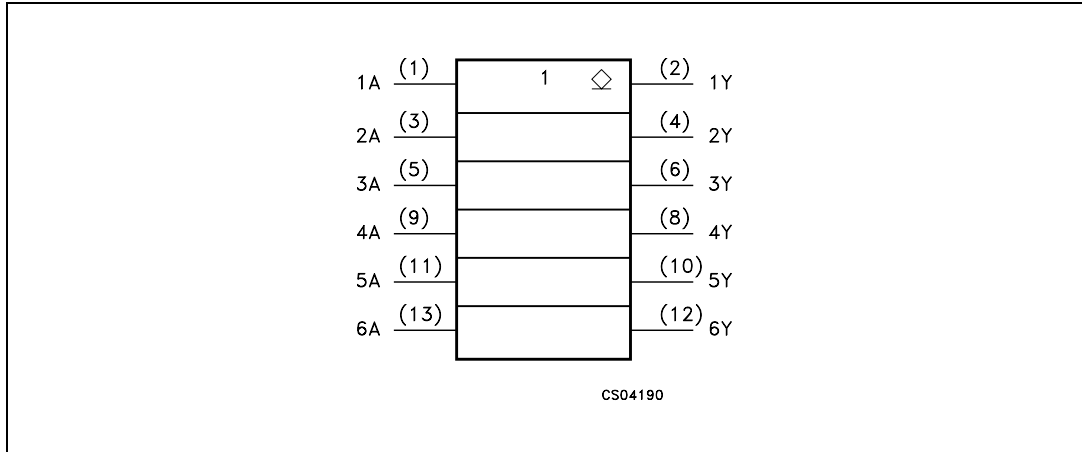 (1) (2)
1A 1 1Y
(3) (4)
2A 2Y
(5) (6)
3A 3Y
(9) (8)
4A 4Y
(11) (10)
5A 5Y
(13) (12)
6A 6Y
CS04190